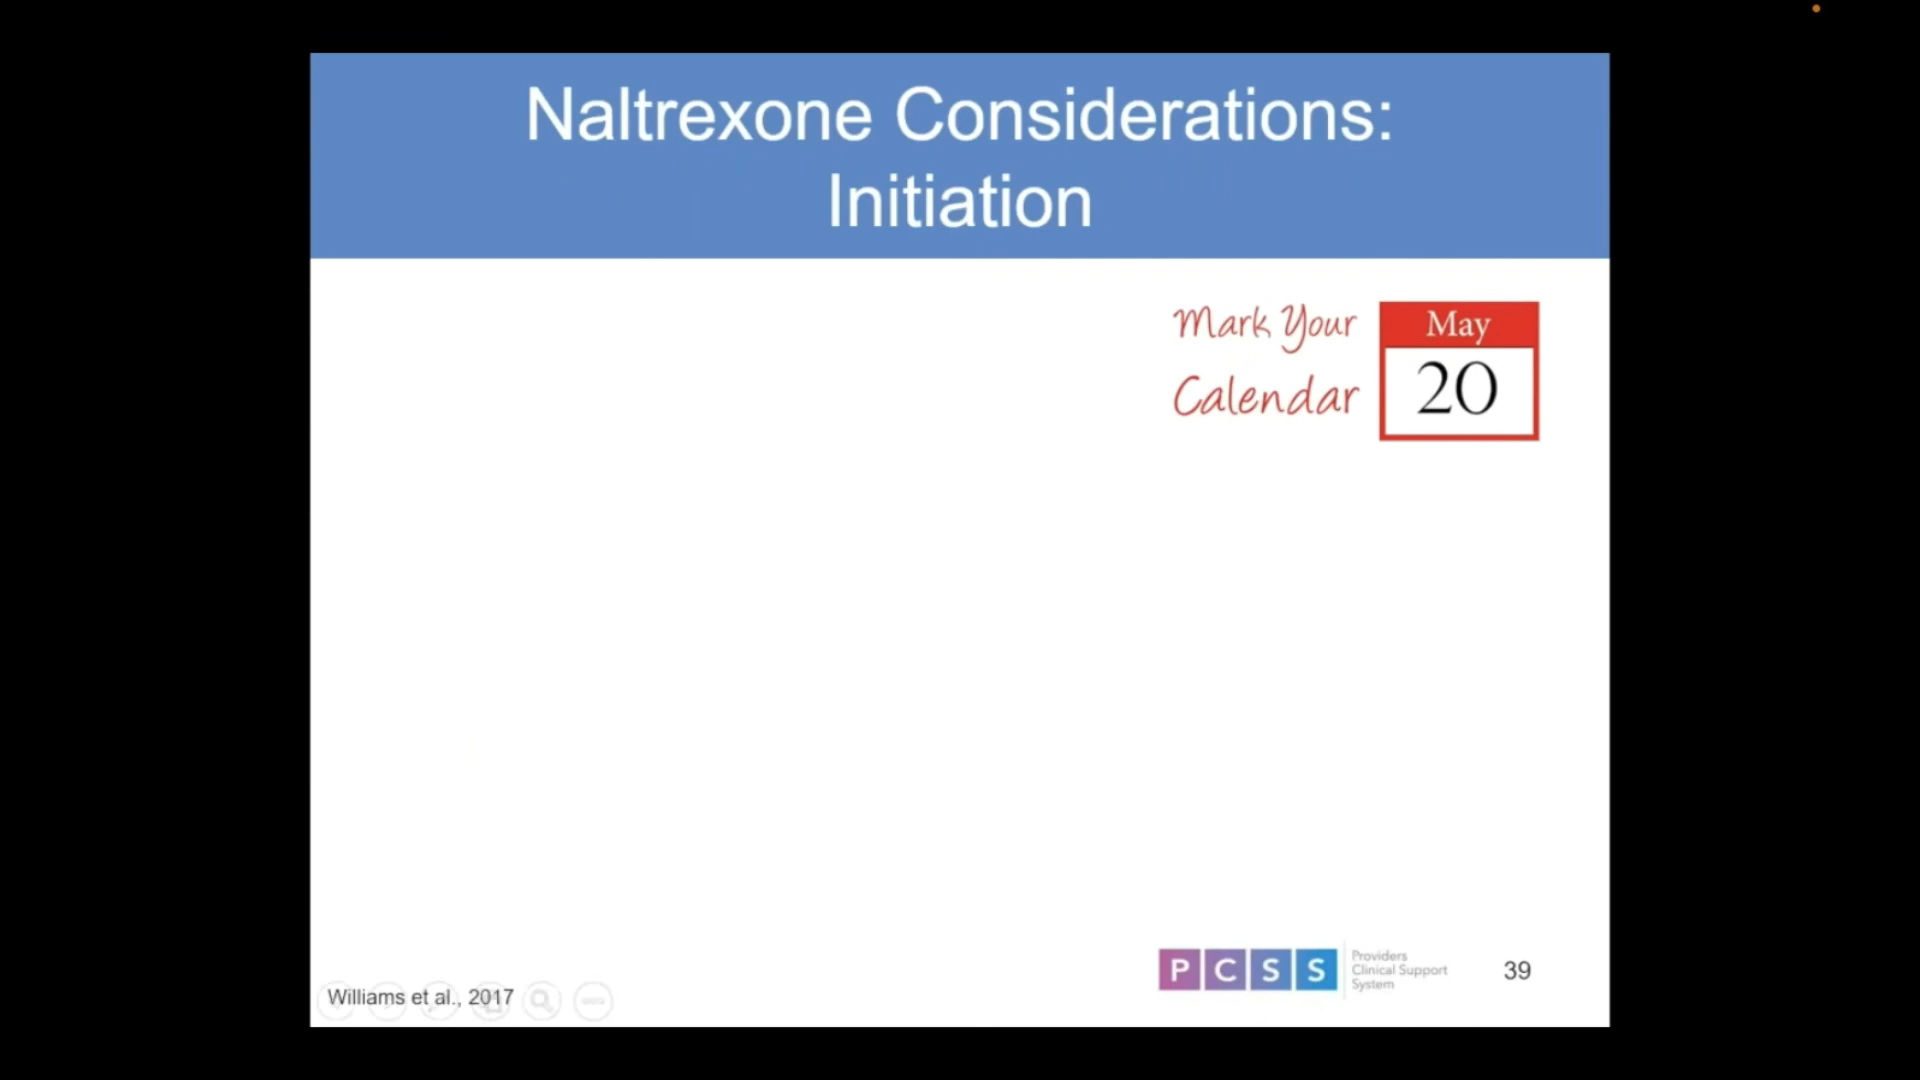 Naltrexone Considerations:
Initiation
Mark Your
Calendar
May
20
Williams et al., 2017
P C S S
Providers
Clinical Support
System
39